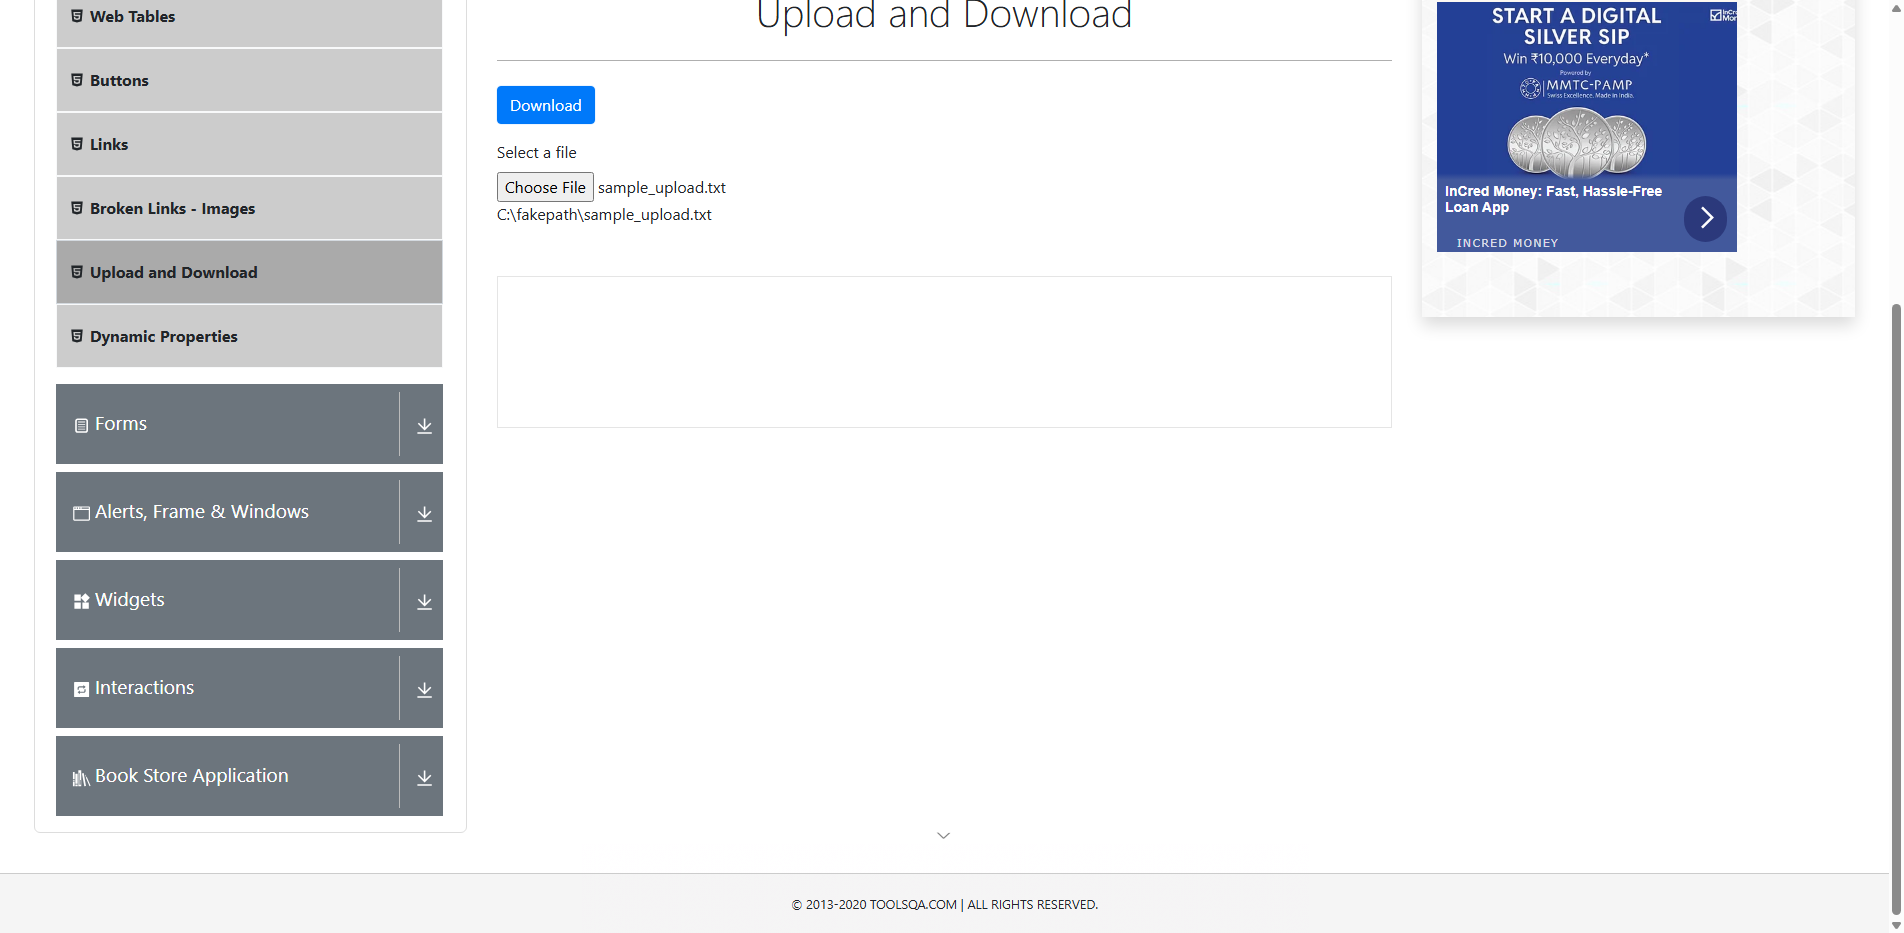 Web Tables
Buttons
Links
Broken Links - Images
Upload and Download
Dynamic Properties
Forms
Alerts, Frame & Windows
Widgets
Interactions
Book Store Application
Upload and Download
Download
Select a file
Choose File sample_upload.txt
C:\fakepath\sample_upload.txt
START A DIGITAL
SILVER SIP
Win ₹10,000 Everyday*
Powered by
MMTC-PAMP
Swiss Excellence. Made in India.
InCred Money: Fast, Hassle-Free
Loan App
INCRED MONEY
© 2013-2020 TOOLSQA.COM | ALL RIGHTS RESERVED.